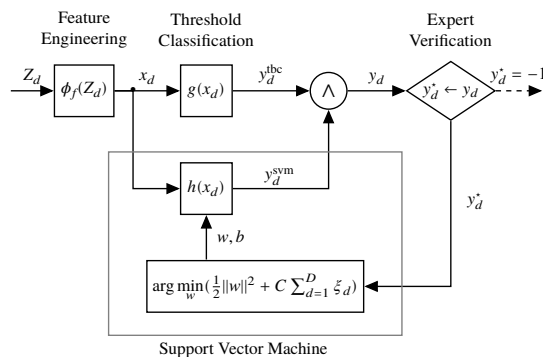 Feature Engineering
Threshold Classification
Expert Verification
Z_d
ϕ_f(Z_d)
x_d
g(x_d)
y_d^tbc
∧
y_d
y_d^⋆ ← y_d
y_d^⋆ = −1
h(x_d)
y_d^svm
y_d^⋆
w, b
arg min_w (½||w||² + C ∑_{d=1}^D ξ_d)
Support Vector Machine